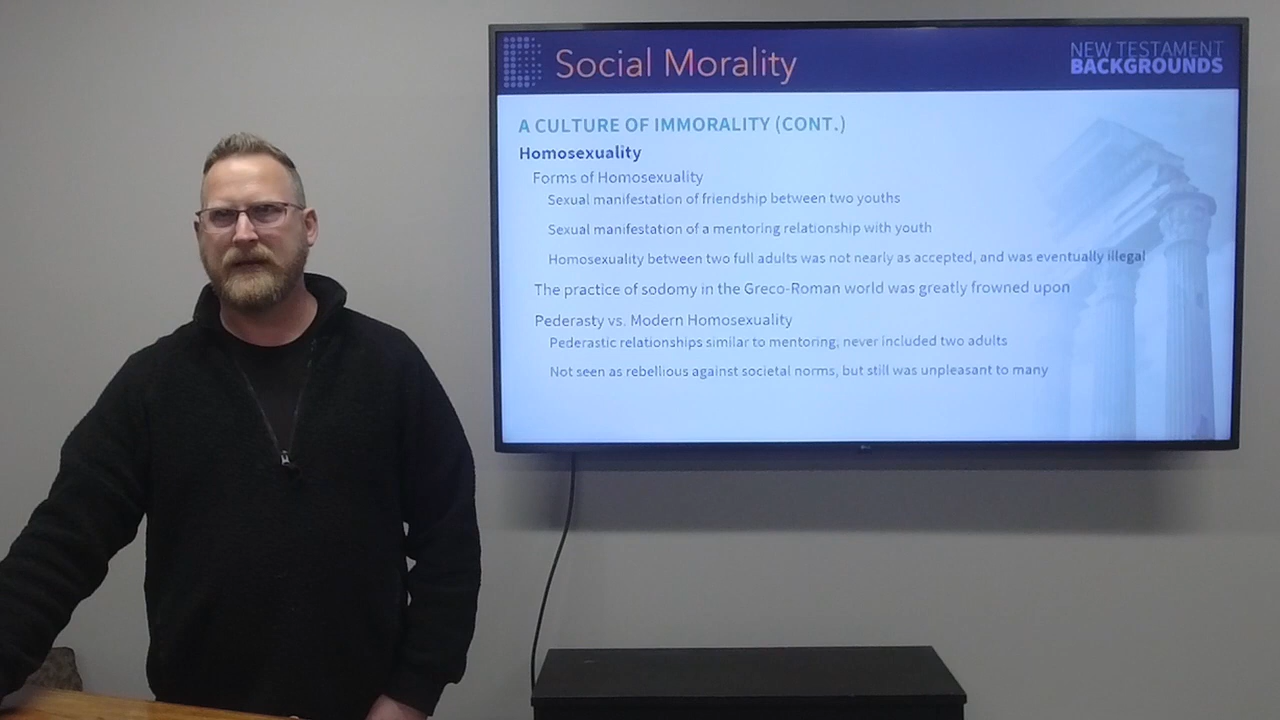 Social Morality
NEW TESTAMENT
BACKGROUNDS
A CULTURE OF IMMORALITY (CONT.)
Homosexuality
Forms of Homosexuality
Sexual manifestation of friendship between two youths
Sexual manifestation of a mentoring relationship with youth
Homosexuality between two full adults was not nearly as accepted, and was eventually illegal
The practice of sodomy in the Greco-Roman world was greatly frowned upon
Pederasty vs. Modern Homosexuality
Pederastic relationships similar to mentoring, never included two adults
Not seen as rebellious against societal norms, but still was unpleasant to many